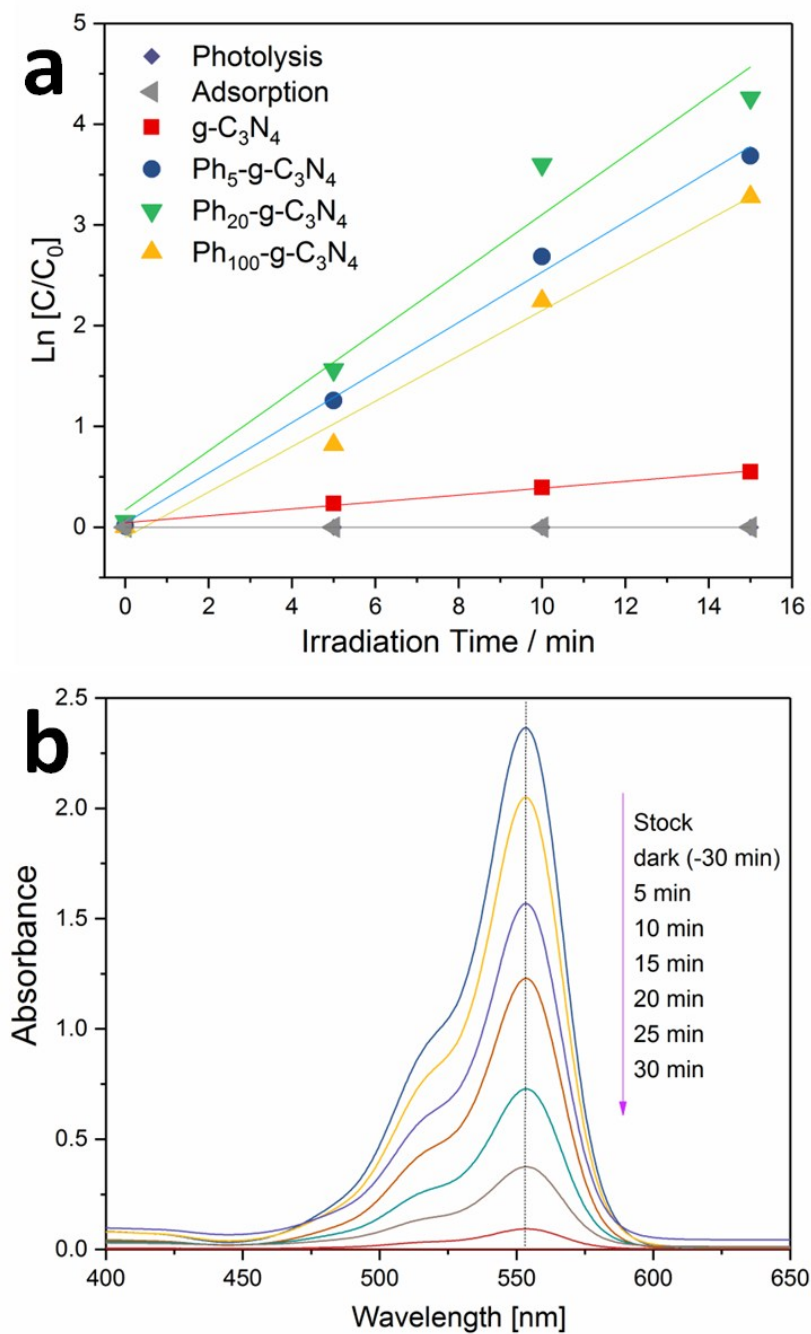 a
5
4
3
2
1
0
Ln [C/C₀]
Photolysis
Adsorption
g-C₃N₄
Ph₅-g-C₃N₄
Ph₂₀-g-C₃N₄
Ph₁₀₀-g-C₃N₄
0 2 4 6 8 10 12 14 16
Irradiation Time / min
b
2.5
2.0
1.5
1.0
0.5
0.0
Absorbance
Stock
dark (-30 min)
5 min
10 min
15 min
20 min
25 min
30 min
400 450 500 550 600 650
Wavelength [nm]